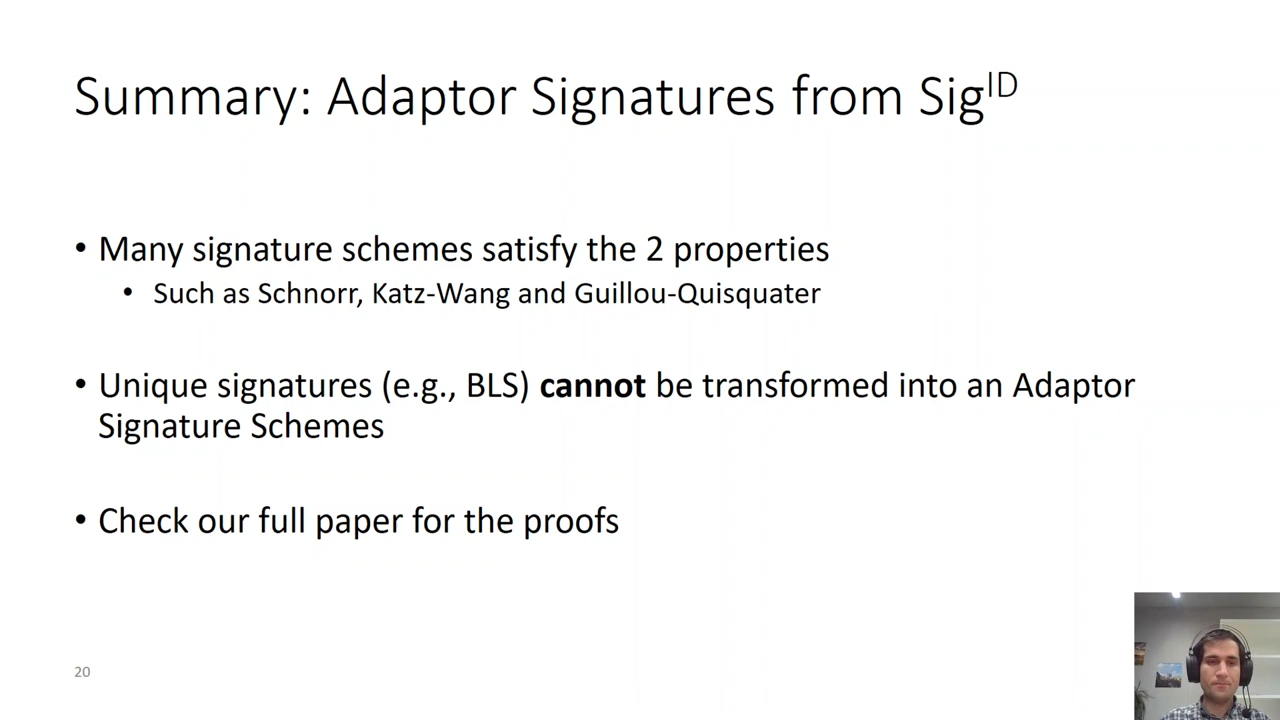 Summary: Adaptor Signatures from Sig^ID
• Many signature schemes satisfy the 2 properties
• Such as Schnorr, Katz-Wang and Guillou-Quisquater
• Unique signatures (e.g., BLS) cannot be transformed into an Adaptor
Signature Schemes
• Check our full paper for the proofs
20